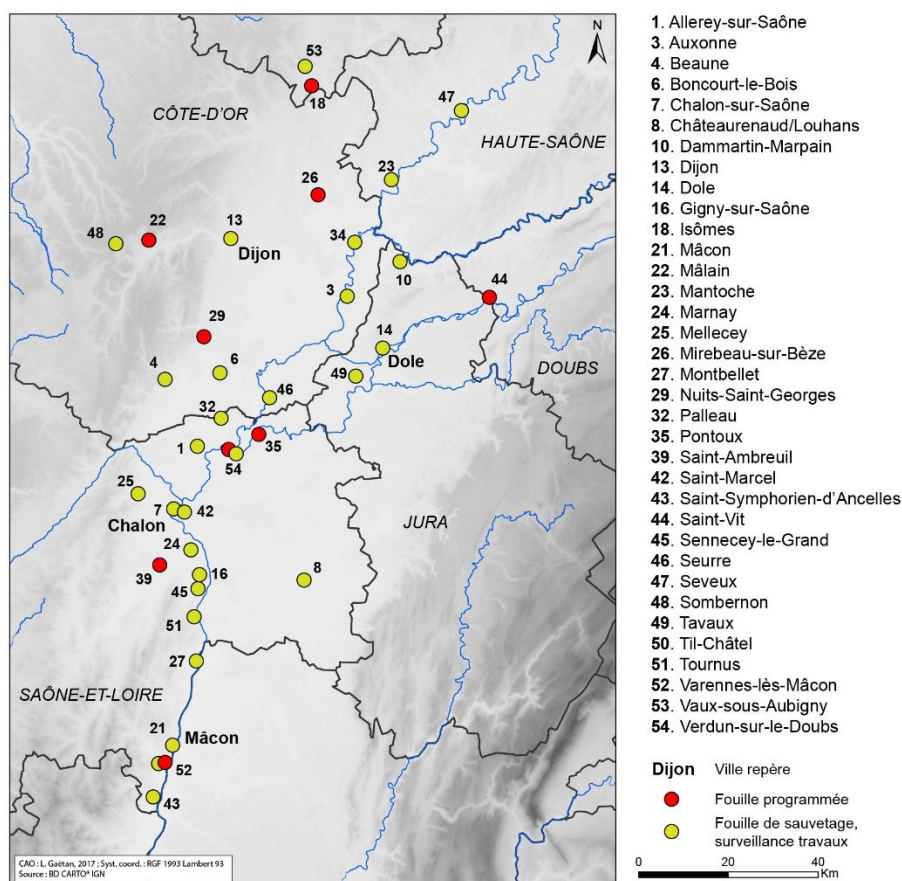 N
53
18
CÔTE-D'OR
47
HAUTE-SAÔNE
23
26
48
22
13
Dijon
34
10
3
44
29
14
Dole
4
6
49
DOUBS
46
32
1
35
54
25
7
42
Chalon
JURA
24
39
16
8
45
51
27
SAÔNE-ET-LOIRE
21
Mâcon
52
43
CAO : L. Gaëtan, 2017 ; Syst. coord. : RGF 1993 Lambert 93
Source : BD CARTO® IGN
1. Allerey-sur-Saône
3. Auxonne
4. Beaune
6. Boncourt-le-Bois
7. Chalon-sur-Saône
8. Châteaurenaud/Louhans
10. Dammartin-Marpain
13. Dijon
14. Dole
16. Gigny-sur-Saône
18. Isômes
21. Mâcon
22. Mâlain
23. Mantoche
24. Marnay
25. Mellecey
26. Mirebeau-sur-Bèze
27. Montbellet
29. Nuits-Saint-Georges
32. Palleau
35. Pontoux
39. Saint-Ambreuil
42. Saint-Marcel
43. Saint-Symphorien-d'Ancelles
44. Saint-Vit
45. Sennecey-le-Grand
46. Seurre
47. Seveux
48. Sombernon
49. Tavaux
50. Til-Châtel
51. Tournus
52. Varennes-lès-Mâcon
53. Vaux-sous-Aubigny
54. Verdun-sur-le-Doubs
Dijon Ville repère
Fouille programmée
Fouille de sauvetage,
surveillance travaux
0 20 40
Km